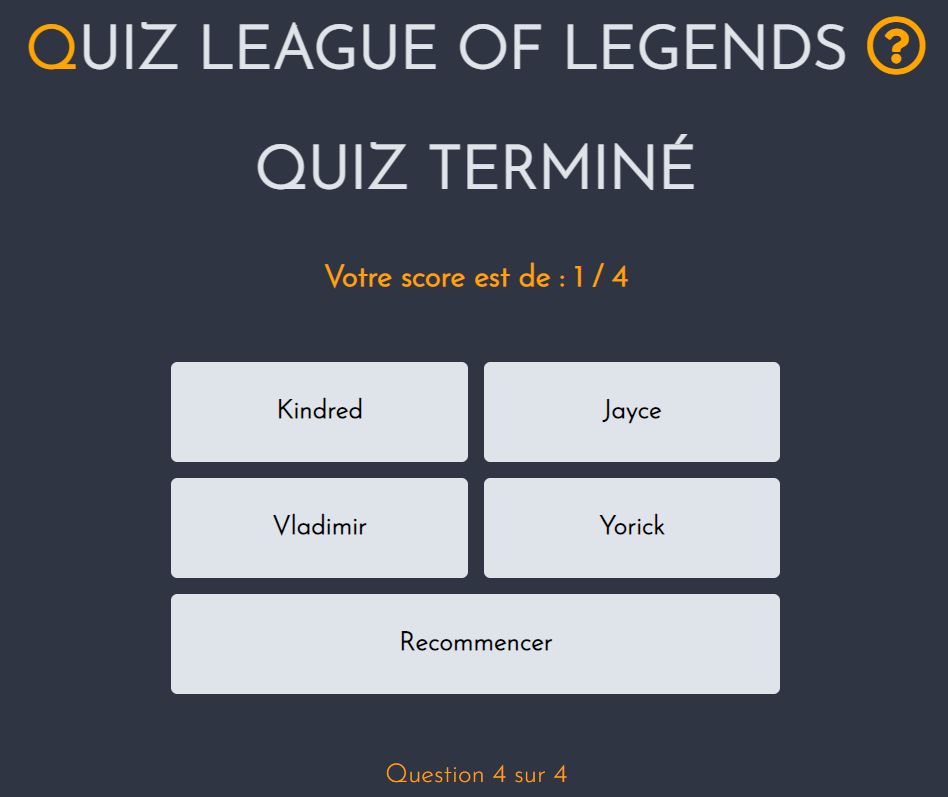 QUIZ LEAGUE OF LEGENDS ?
QUIZ TERMINÉ
Votre score est de : 1 / 4
Kindred
Jayce
Vladimir
Yorick
Recommencer
Question 4 sur 4